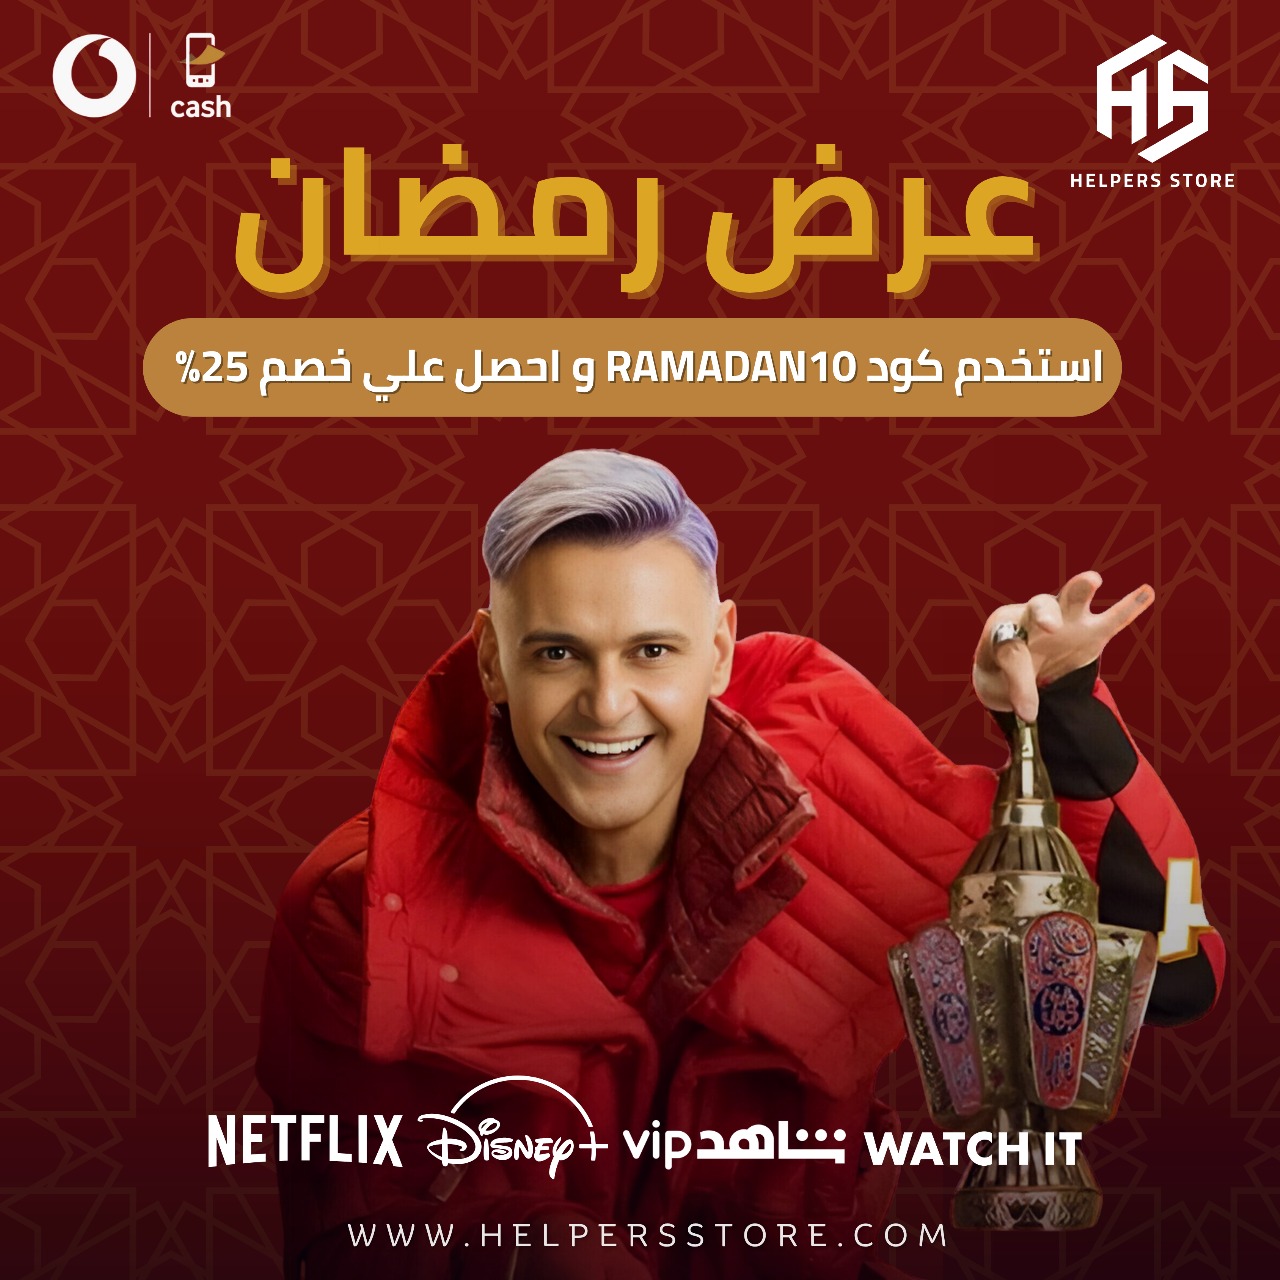 cash
HELPERS STORE
عرض رمضان
استخدم كود RAMADAN10 و احصل علي خصم 25%
NETFLIX Disney+ شاهد vip WATCH IT
WWW.HELPERSSTORE.COM